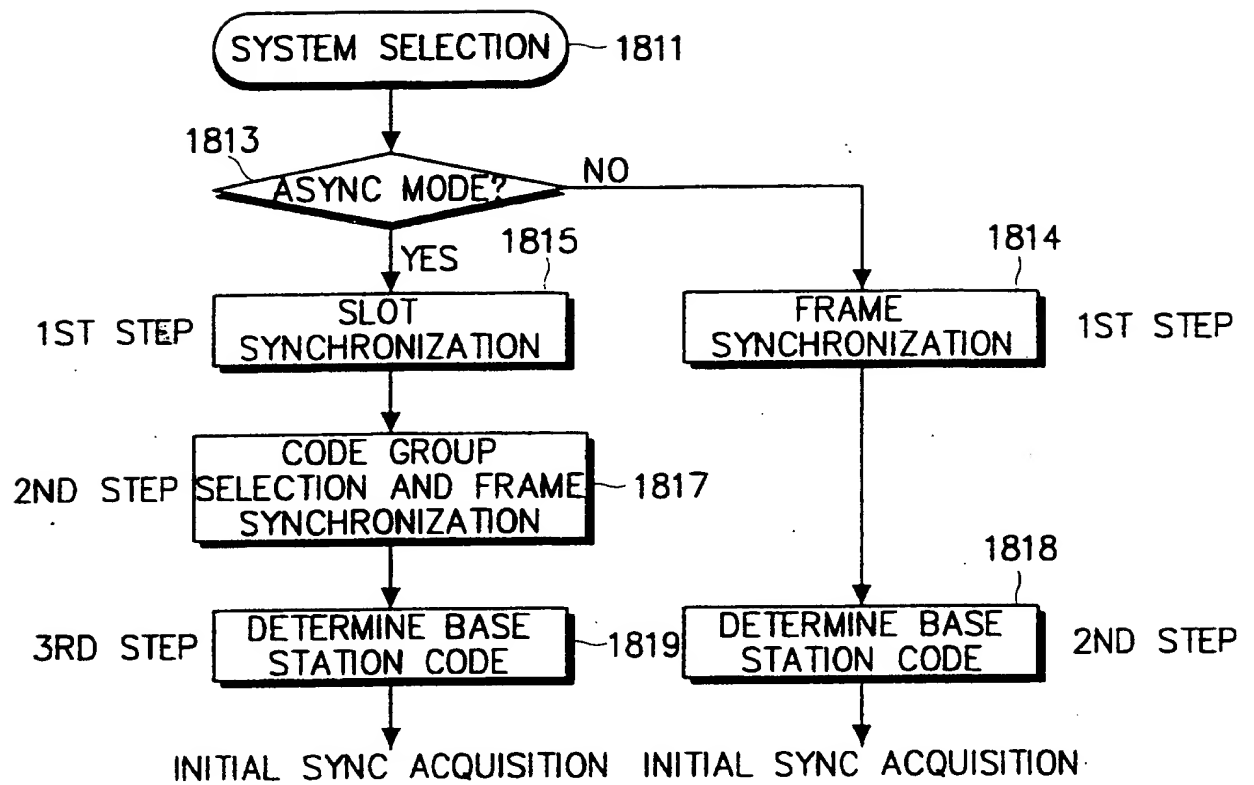 SYSTEM SELECTION
1811
1813
ASYNC MODE?
NO
YES
1815
1814
1ST STEP
SLOT
SYNCHRONIZATION
FRAME
SYNCHRONIZATION
1ST STEP
2ND STEP
CODE GROUP
SELECTION AND FRAME
SYNCHRONIZATION
1817
1818
3RD STEP
DETERMINE BASE
STATION CODE
1819
DETERMINE BASE
STATION CODE
2ND STEP
INITIAL SYNC ACQUISITION
INITIAL SYNC ACQUISITION